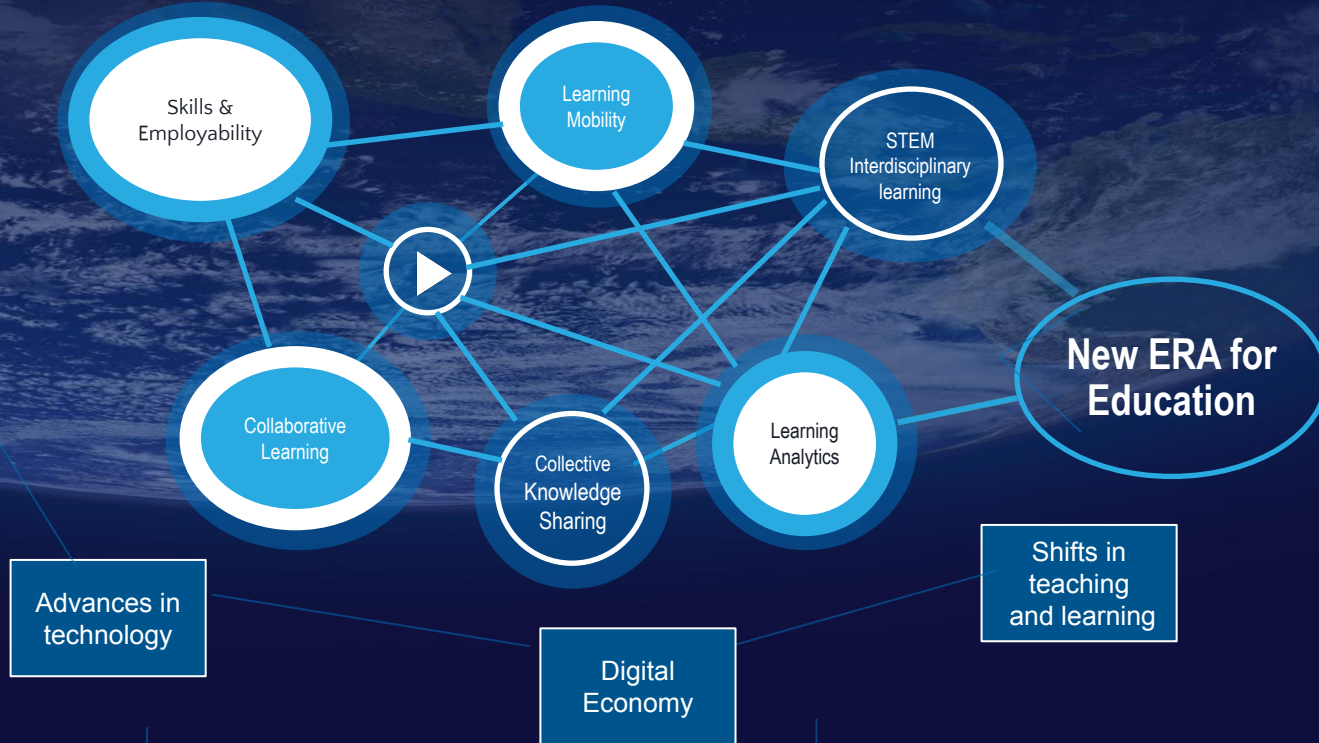 Skills &
Employability
Learning
Mobility
STEM
Interdisciplinary
learning
New ERA for
Education
Collaborative
Learning
Collective
Knowledge
Sharing
Learning
Analytics
Advances in
technology
Digital
Economy
Shifts in
teaching
and learning